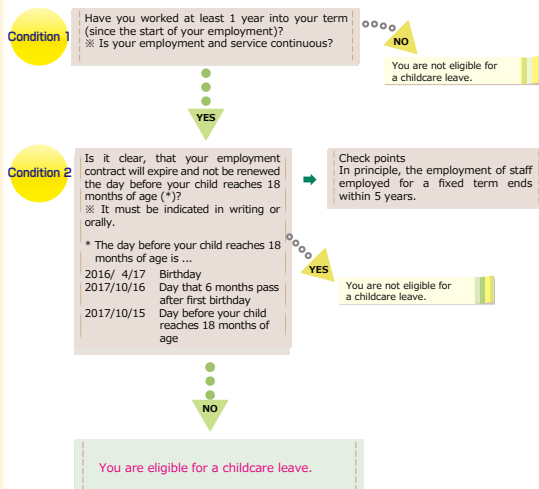 Condition 1
Have you worked at least 1 year into your term
(since the start of your employment)?
※ Is your employment and service continuous?
NO
You are not eligible for
a childcare leave.
YES
Condition 2
Is it clear, that your employment
contract will expire and not be renewed
the day before your child reaches 18
months of age (*)?
※ It must be indicated in writing or
orally.
* The day before your child reaches 18
months of age is ...
2016/ 4/17 Birthday
2017/10/16 Day that 6 months pass
after first birthday
2017/10/15 Day before your child
reaches 18 months of
age
Check points
In principle, the employment of staff
employed for a fixed term ends
within 5 years.
YES
You are not eligible for
a childcare leave.
NO
You are eligible for a childcare leave.